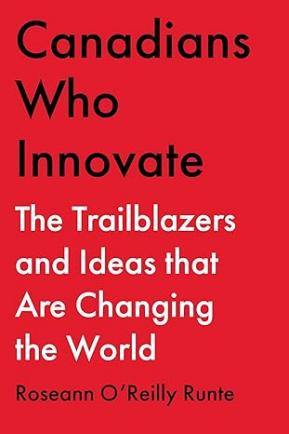 Canadians
Who
Innovate
The Trailblazers
and Ideas that
Are Changing
the World
Roseann O'Reilly Runte